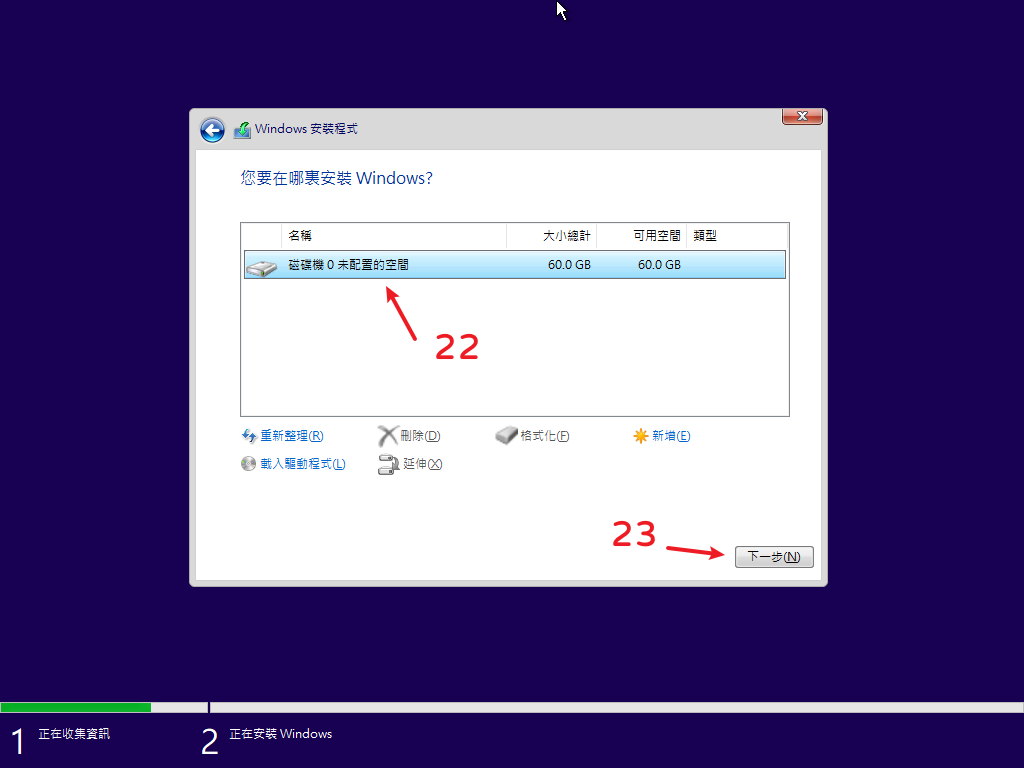 Windows 安裝程式
您要在哪裏安裝 Windows?
名稱 大小總計 可用空間 類型
磁碟機 0 未配置的空間 60.0 GB 60.0 GB
22
重新整理(R) 刪除(D) 格式化(F) 新增(E)
載入驅動程式(L) 延伸(X)
23
下一步(N)
1 正在收集資訊 2 正在安裝 Windows